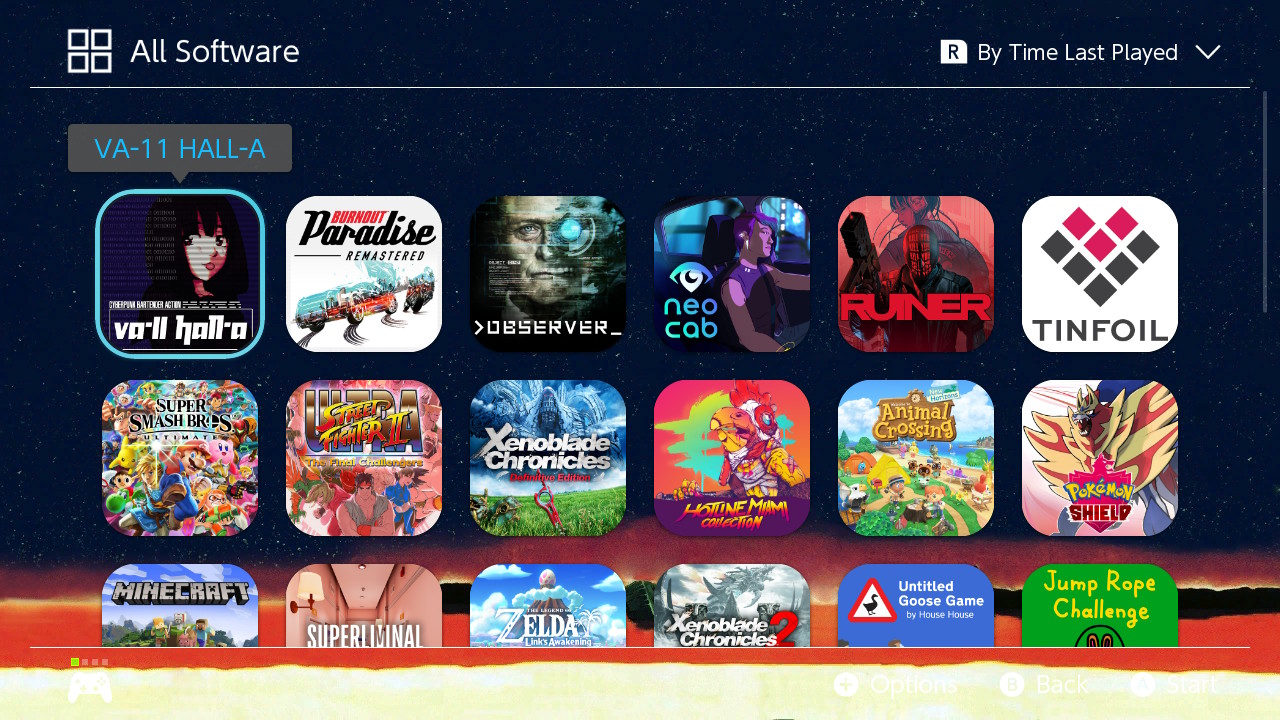 All Software
R By Time Last Played
VA-11 HALL-A
CYBERPUNK BARTENDER ACTION
va-11 hall-a
BURNOUT
Paradise
REMASTERED
>OBSERVER_
neo
cab
RUINER
TINFOIL
SUPER
SMASH BROS.
ULTIMATE
ULTRA
STREET
FIGHTER II
The Final Challengers
Xenoblade
Chronicles
Definitive Edition
HOTLINE MIAMI
COLLECTION
Horizons
Animal
Crossing
POKÉMON
SHIELD
MINECRAFT
SUPERLIMINAL
THE LEGEND OF
ZELDA
Link's Awakening
Xenoblade
Chronicles 2
Untitled
Goose Game
by House House
Jump Rope
Challenge
+ Options
B Back
A Start